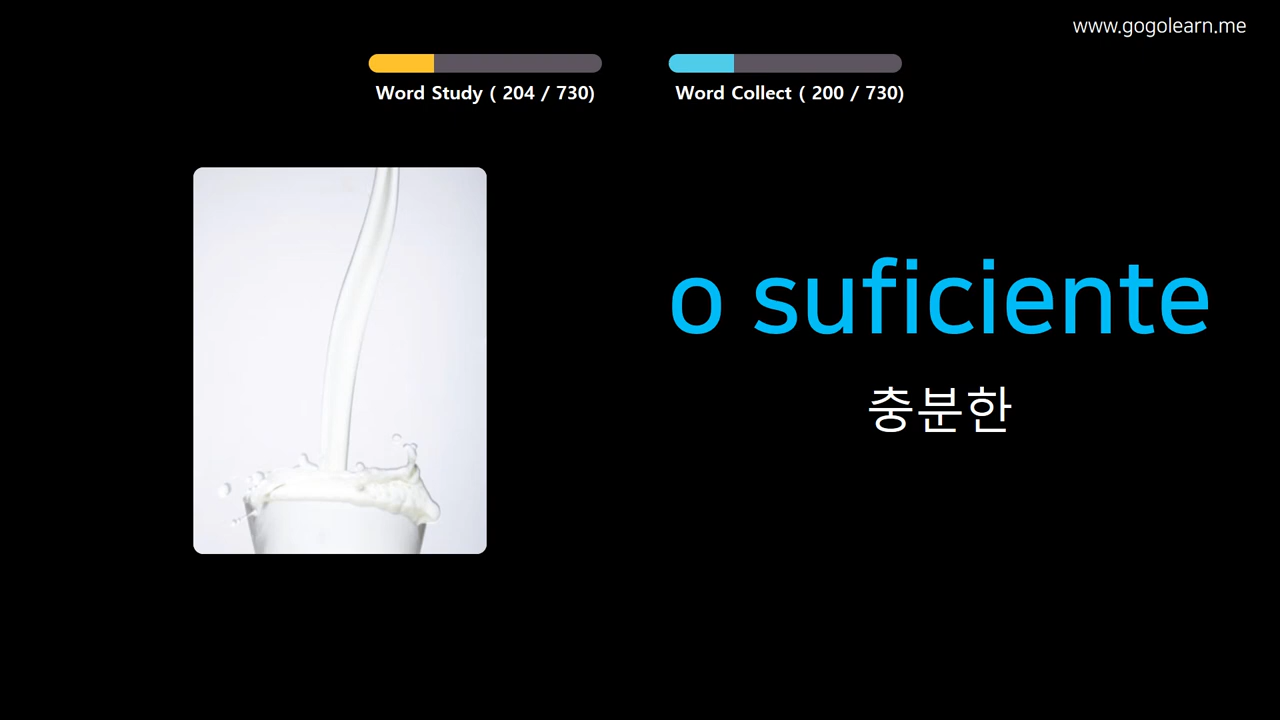 www.gogolearn.me
Word Study ( 204 / 730)
Word Collect ( 200 / 730)
o suficiente
충분한